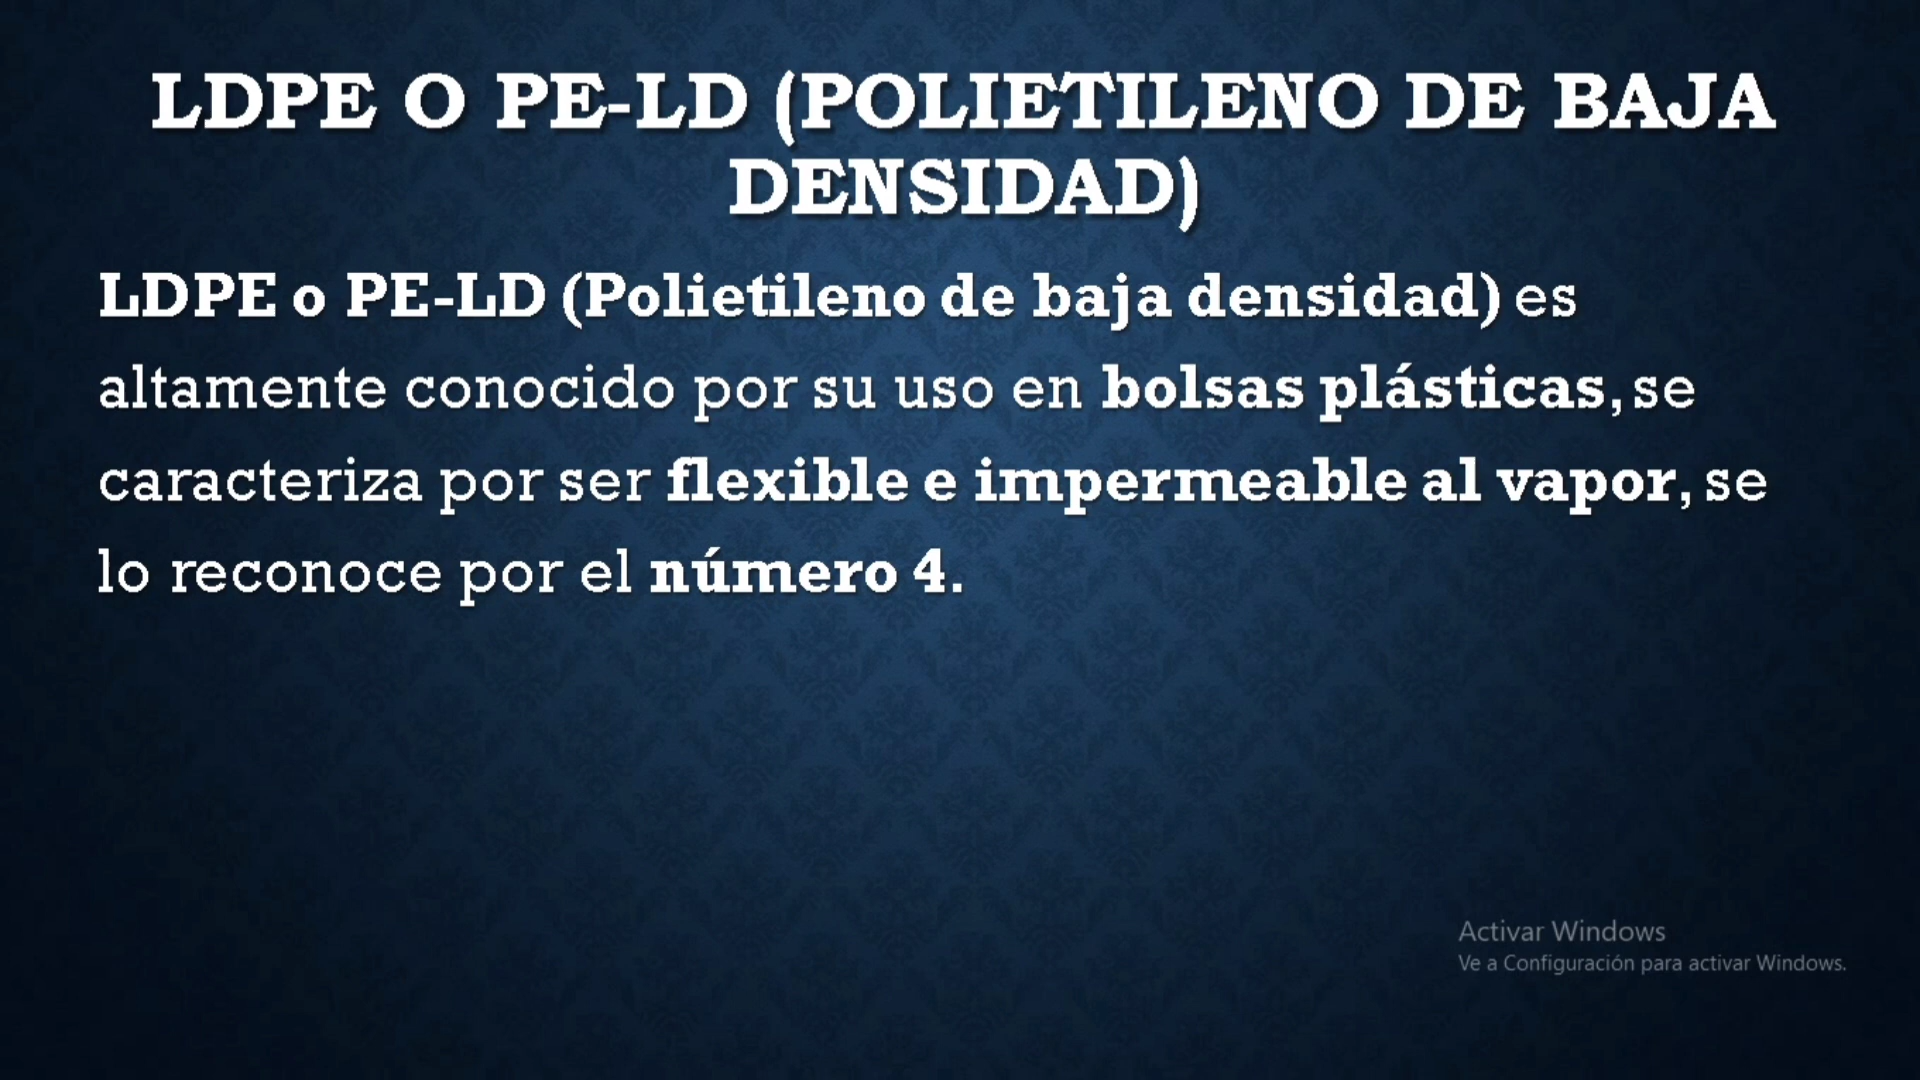 LDPE O PE-LD (POLIETILENO DE BAJA
DENSIDAD)
LDPE o PE-LD (Polietileno de baja densidad) es
altamente conocido por su uso en bolsas plásticas, se
caracteriza por ser flexible e impermeable al vapor, se
lo reconoce por el número 4.
Activar Windows
Ve a Configuración para activar Windows.